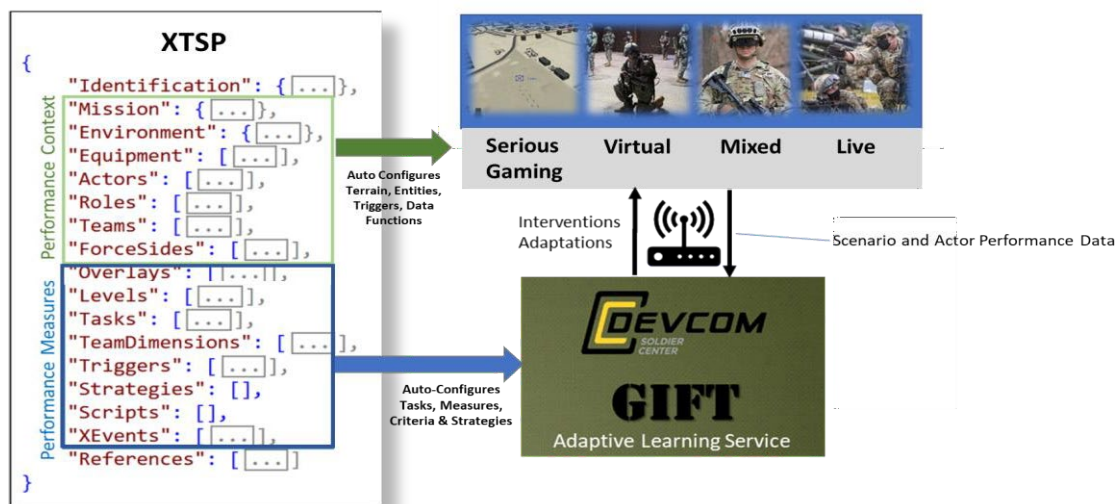 XTSP
{
"Identification": {[...]},
"Mission": {[...]},
"Environment": {[...]},
"Equipment": [[...]],
"Actors": [[...]],
"Roles": [[...]],
"Teams": [[...]],
"ForceSides": [[...]],
"Overlays": [[...]],
"Levels": [[...]],
"Tasks": [[...]],
"TeamDimensions": [[...]],
"Triggers": [[...]],
"Strategies": [],
"Scripts": [],
"XEvents": [[...]],
"References": [[...]]
}
Performance Context
Performance Measures
Auto Configures
Terrain, Entities,
Triggers, Data
Functions
Auto-Configures
Tasks, Measures,
Criteria & Strategies
Serious
Gaming
Virtual
Mixed
Live
Interventions
Adaptations
Scenario and Actor Performance Data
DEVCOM
SOLDIER
CENTER
GIFT
Adaptive Learning Service